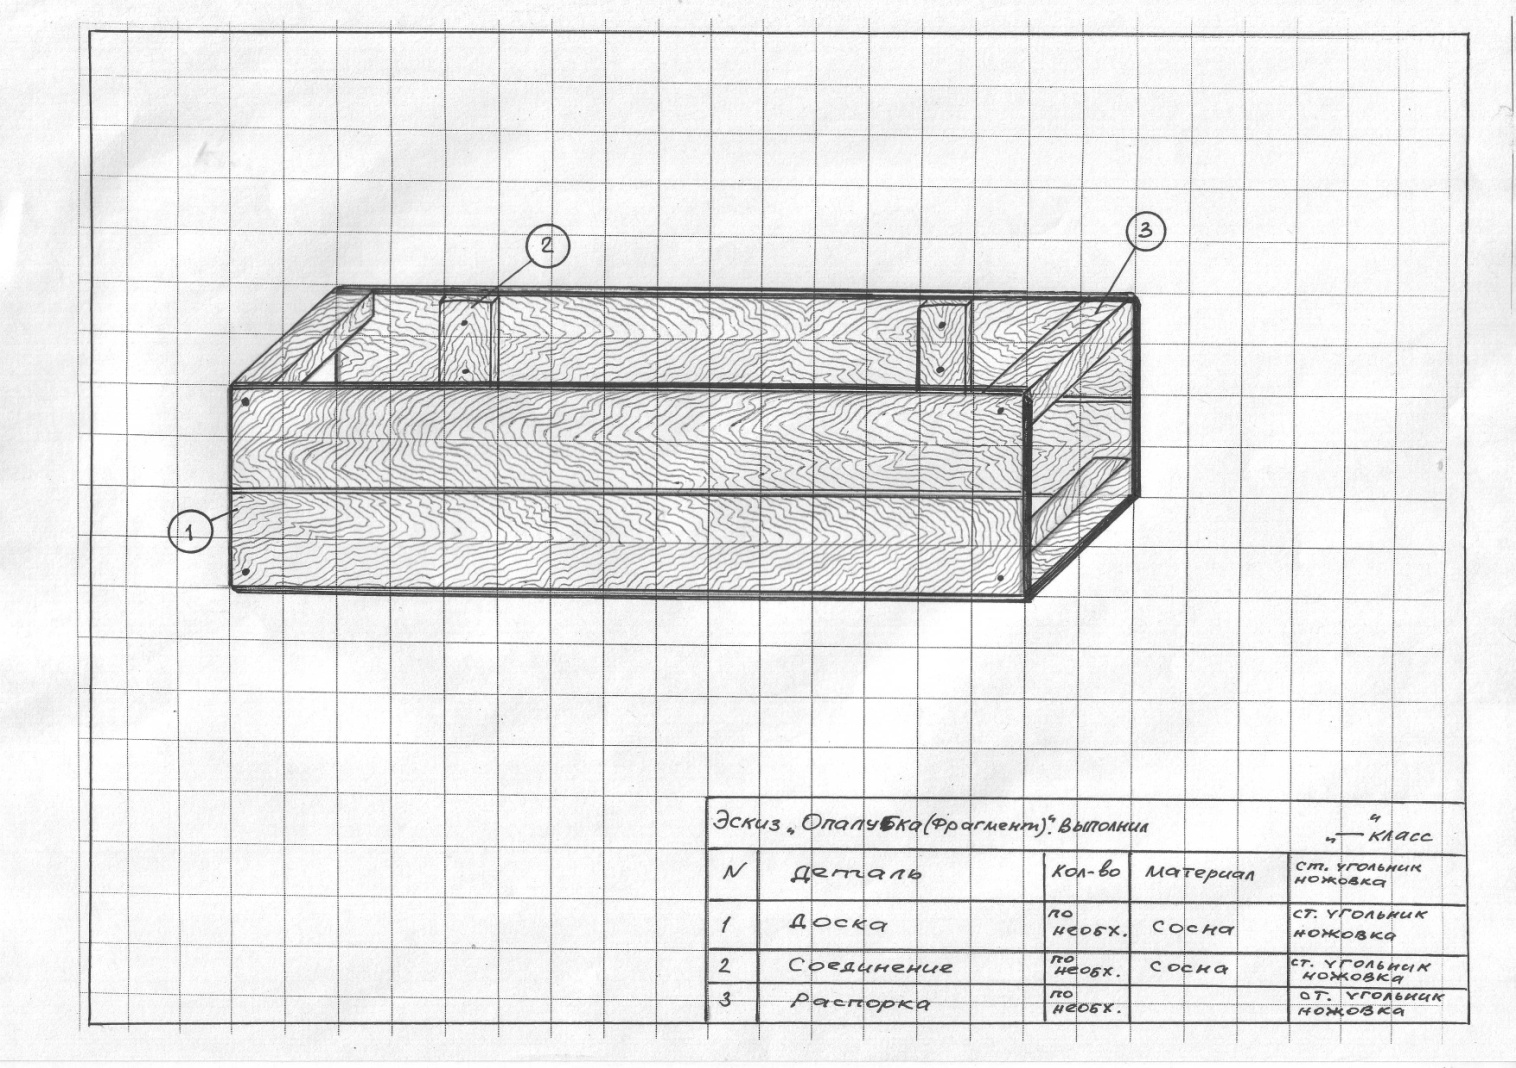 2
3
1
Эскиз „Опалубка(Фрагмент)“. Выполнил „—“ класс
N Деталь Кол-во Материал ст. угольник
ножовка
1 Доска по необх. сосна ст. угольник
ножовка
2 Соединение по необх. сосна ст. угольник
ножовка
3 Распорка по необх. ст. угольник
ножовка